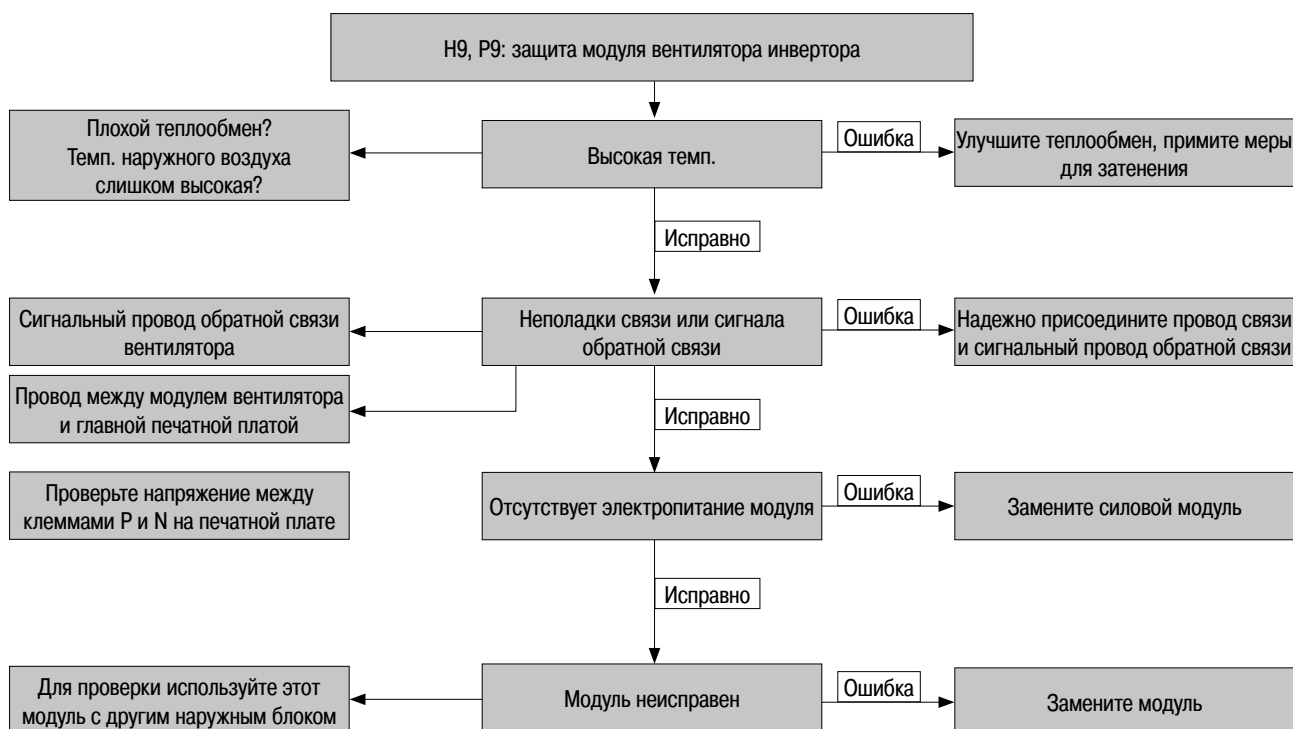 Н9, Р9: защита модуля вентилятора инвертора
Плохой теплообмен?
Темп. наружного воздуха
слишком высокая?
Высокая темп.
Ошибка
Улучшите теплообмен, примите меры
для затенения
Исправно
Сигнальный провод обратной связи
вентилятора
Неполадки связи или сигнала
обратной связи
Ошибка
Надежно присоедините провод связи
и сигнальный провод обратной связи
Провод между модулем вентилятора
и главной печатной платой
Исправно
Проверьте напряжение между
клеммами P и N на печатной плате
Отсутствует электропитание модуля
Ошибка
Замените силовой модуль
Исправно
Для проверки используйте этот
модуль с другим наружным блоком
Модуль неисправен
Ошибка
Замените модуль